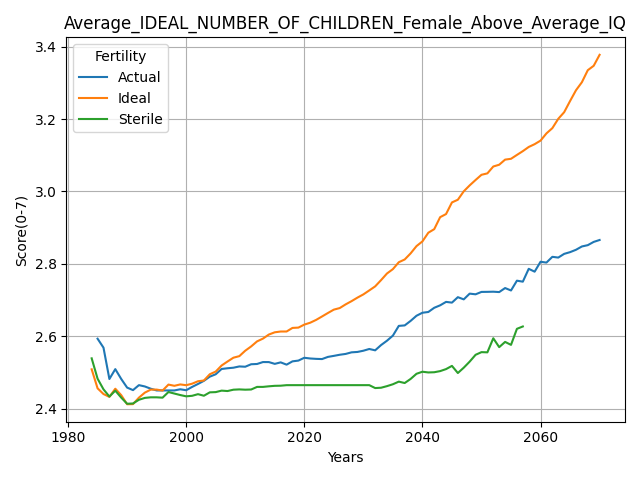 Average_IDEAL_NUMBER_OF_CHILDREN_Female_Above_Average_IQ
Fertility
Actual
Ideal
Sterile
Score(0-7)
3.4
3.2
3.0
2.8
2.6
2.4
1980 2000 2020 2040 2060
Years